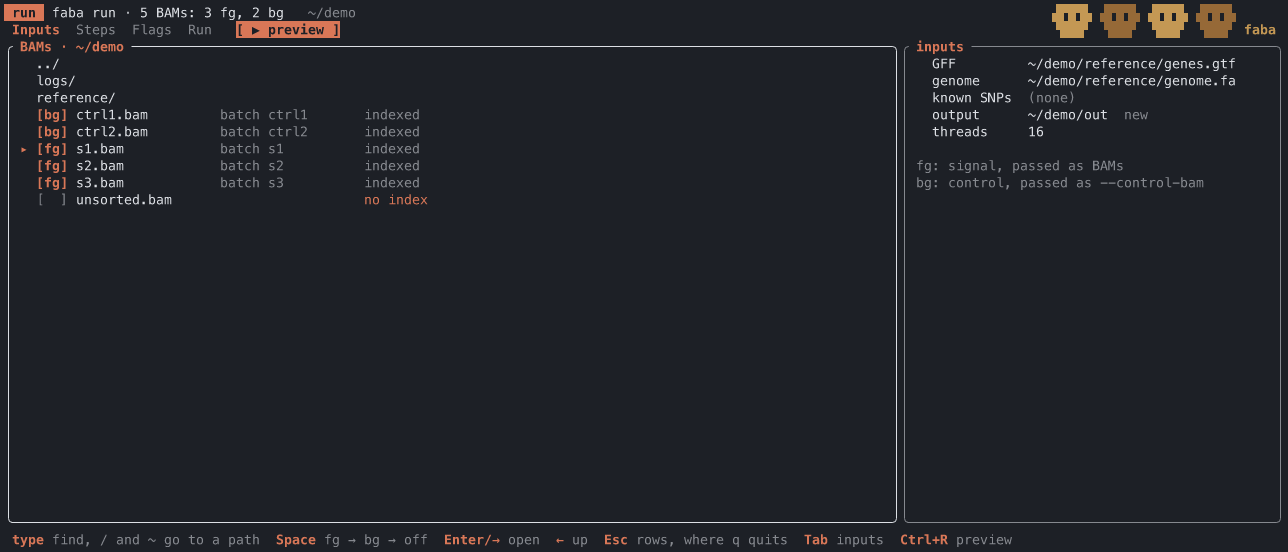 run faba run · 5 BAMs: 3 fg, 2 bg ~/demo
Inputs Steps Flags Run [ ▶ preview ] faba
BAMs · ~/demo
../
logs/
reference/
[bg] ctrl1.bam batch ctrl1 indexed
[bg] ctrl2.bam batch ctrl2 indexed
▸ [fg] s1.bam batch s1 indexed
[fg] s2.bam batch s2 indexed
[fg] s3.bam batch s3 indexed
[ ] unsorted.bam no index
inputs
GFF ~/demo/reference/genes.gtf
genome ~/demo/reference/genome.fa
known SNPs (none)
output ~/demo/out new
threads 16
fg: signal, passed as BAMs
bg: control, passed as --control-bam
type find, / and ~ go to a path Space fg → bg → off Enter/→ open ← up Esc rows, where q quits Tab inputs Ctrl+R preview